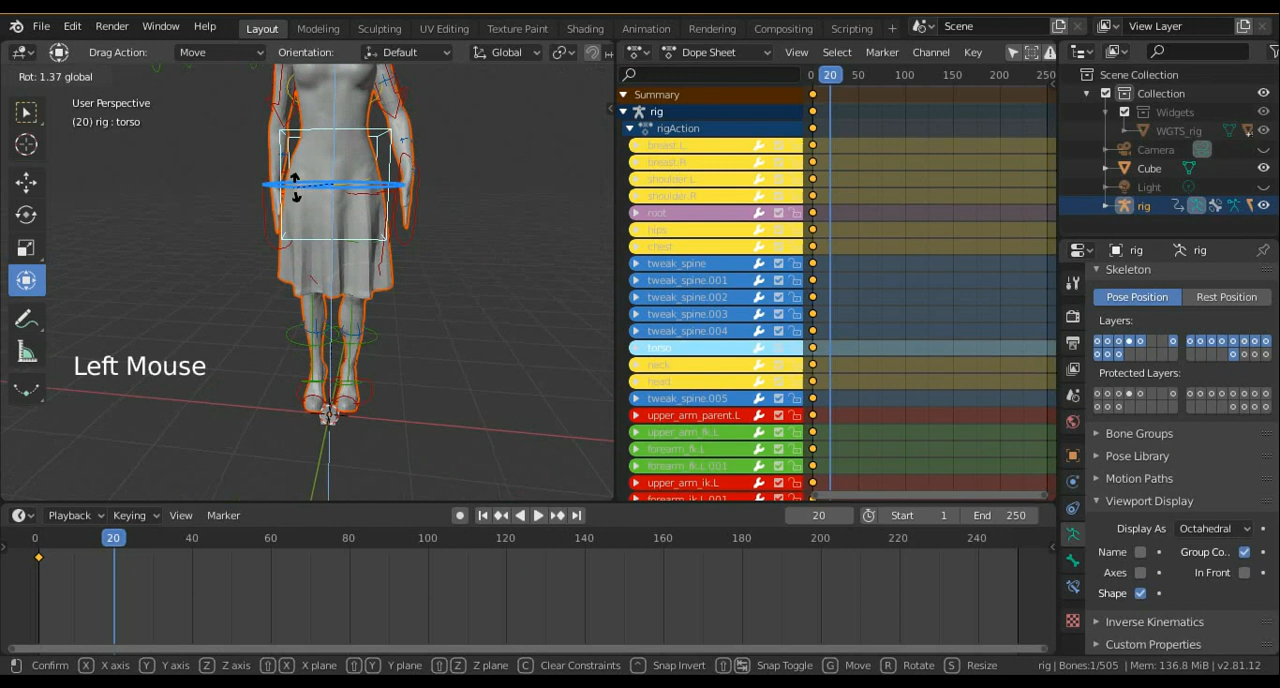 File Edit Render Window Help Layout Modeling Sculpting UV Editing Texture Paint Shading Animation Rendering Compositing Scripting + Scene View Layer
Drag Action: Move Orientation: Default Global Dope Sheet View Select Marker Channel Key
Rot: 1.37 global
0 20 50 100 150 200 250
User Perspective
(20) rig : torso
Summary
rig
rigAction
breast.L
breast.R
shoulder.L
shoulder.R
root
hips
chest
tweak_spine
tweak_spine.001
tweak_spine.002
tweak_spine.003
tweak_spine.004
torso
neck
head
tweak_spine.005
upper_arm_parent.L
upper_arm_fk.L
forearm_fk.L
forearm_fk.L.001
upper_arm_ik.L
forearm_ik.L.001
Left Mouse
Scene Collection
Collection
Widgets
WGTS_rig
Camera
Cube
Light
rig
rig rig
Skeleton
Pose Position Rest Position
Layers:
Protected Layers:
Bone Groups
Pose Library
Motion Paths
Viewport Display
Display As Octahedral
Name Group Co..
Axes In Front
Shape
Inverse Kinematics
Custom Properties
Playback Keying View Marker 20 Start 1 End 250
0 20 40 60 80 100 120 140 160 180 200 220 240
Confirm X X axis Y Y axis Z Z axis X X plane Y Y plane Z Z plane C Clear Constraints ^ Snap Invert Snap Toggle G Move R Rotate S Resize rig | Bones:1/505 | Mem: 136.8 MiB | v2.81.12